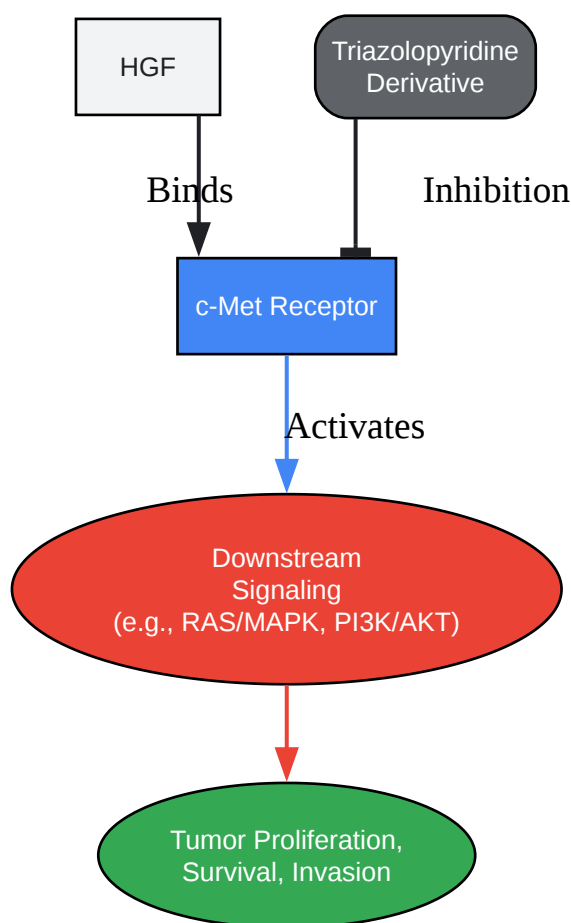 HGF
Triazolopyridine
Derivative
Binds
Inhibition
c-Met Receptor
Activates
Downstream
Signaling
(e.g., RAS/MAPK, PI3K/AKT)
Tumor Proliferation,
Survival, Invasion